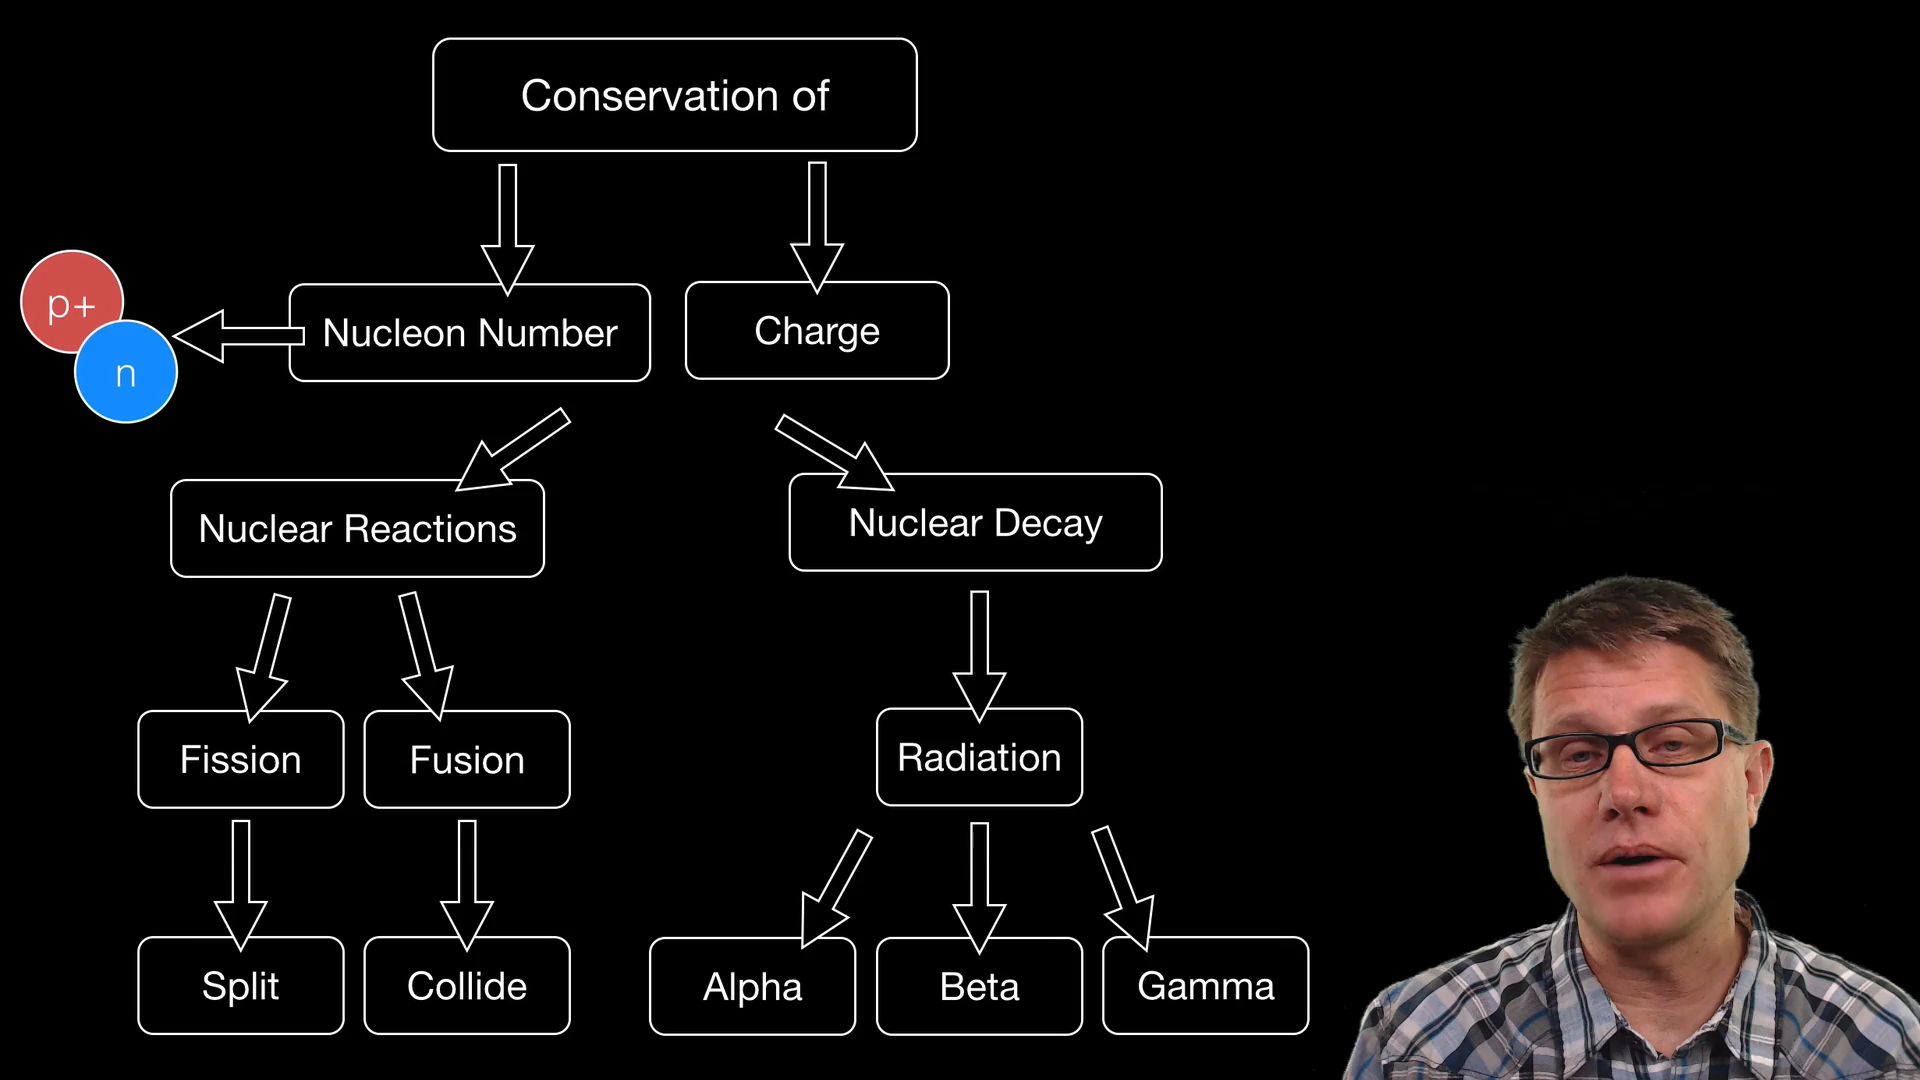 Conservation of
p+
n
Nucleon Number
Charge
Nuclear Reactions
Nuclear Decay
Fission
Fusion
Radiation
Split
Collide
Alpha
Beta
Gamma